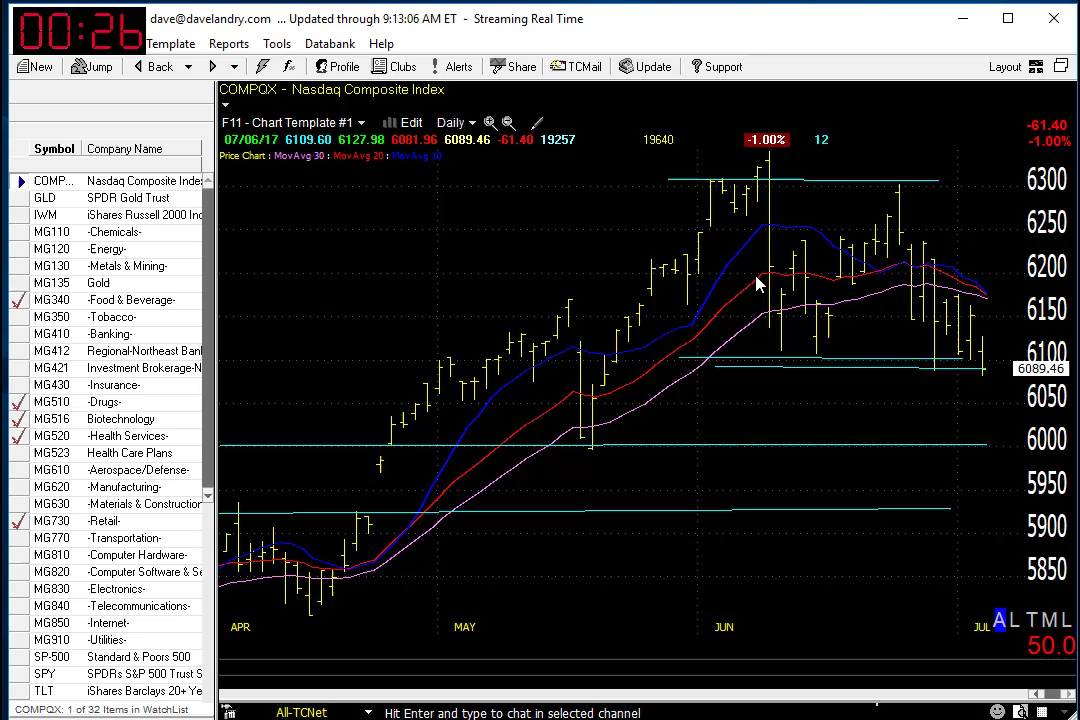 00:26
dave@davelandry.com ... Updated through 9:13:06 AM ET - Streaming Real Time
Template Reports Tools Databank Help
New Jump Back Profile Clubs Alerts Share TCMail Update Support Layout
COMPQX - Nasdaq Composite Index
F11 - Chart Template #1 Edit Daily
07/06/17 6109.60 6127.98 6081.96 6089.46 -61.40 19257 19640 -1.00% 12
-61.40
-1.00%
Price Chart : MovAvg 30 : MovAvg 20 : MovAvg 10
Symbol Company Name
COMP... Nasdaq Composite Inde
GLD SPDR Gold Trust
IWM iShares Russell 2000 Ind
MG110 -Chemicals-
MG120 -Energy-
MG130 -Metals & Mining-
MG135 Gold
MG340 -Food & Beverage-
MG350 -Tobacco-
MG410 -Banking-
MG412 Regional-Northeast Bank
MG421 Investment Brokerage-N
MG430 -Insurance-
MG510 -Drugs-
MG516 Biotechnology
MG520 -Health Services-
MG523 Health Care Plans
MG610 -Aerospace/Defense-
MG620 -Manufacturing-
MG630 -Materials & Construction
MG730 -Retail-
MG770 -Transportation-
MG810 -Computer Hardware-
MG820 -Computer Software & Se
MG830 -Electronics-
MG840 -Telecommunications-
MG850 -Internet-
MG910 -Utilities-
SP-500 Standard & Poors 500
SPY SPDRs S&P 500 Trust S
TLT iShares Barclays 20+ Ye
6300
6250
6200
6150
6100
6089.46
6050
6000
5950
5900
5850
APR MAY JUN JUL
A L T M L
50.0
COMPQX: 1 of 32 Items in WatchList
All-TCNet Hit Enter and type to chat in selected channel